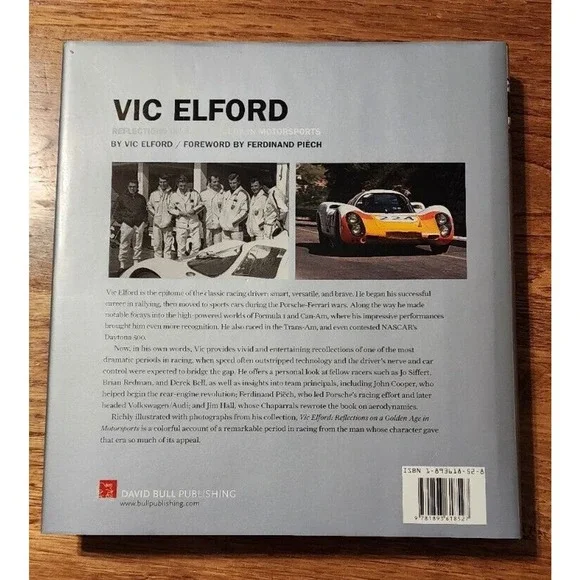 VIC ELFORD
REFLECTIONS ON A GOLDEN AGE IN MOTORSPORTS
BY VIC ELFORD / FOREWORD BY FERDINAND PIËCH
22A
Vic Elford is the epitome of the classic racing driver: smart, versatile, and brave. He began his successful
career in rallying, then moved to sports cars during the Porsche-Ferrari wars. Along the way he made
notable forays into the high-powered worlds of Formula 1 and Can-Am, where his impressive performances
brought him even more recognition. He also raced in the Trans-Am, and even contested NASCAR's
Daytona 500.
Now, in his own words, Vic provides vivid and entertaining recollections of one of the most
dramatic periods in racing, when speed often outstripped technology and the driver's nerve and car
control were expected to bridge the gap. He offers a personal look at fellow racers such as Jo Siffert,
Brian Redman, and Derek Bell, as well as insights into team principals, including John Cooper, who
helped begin the rear-engine revolution; Ferdinand Piëch, who led Porsche's racing effort and later
headed Volkswagen/Audi; and Jim Hall, whose Chaparrals rewrote the book on aerodynamics.
Richly illustrated with photographs from his collection, Vic Elford: Reflections on a Golden Age in
Motorsports is a colorful account of a remarkable period in racing from the man whose character gave
that era so much of its appeal.
ISBN 1-893618-52-8
DAVID BULL PUBLISHING
www.bullpublishing.com
9 781893 618527